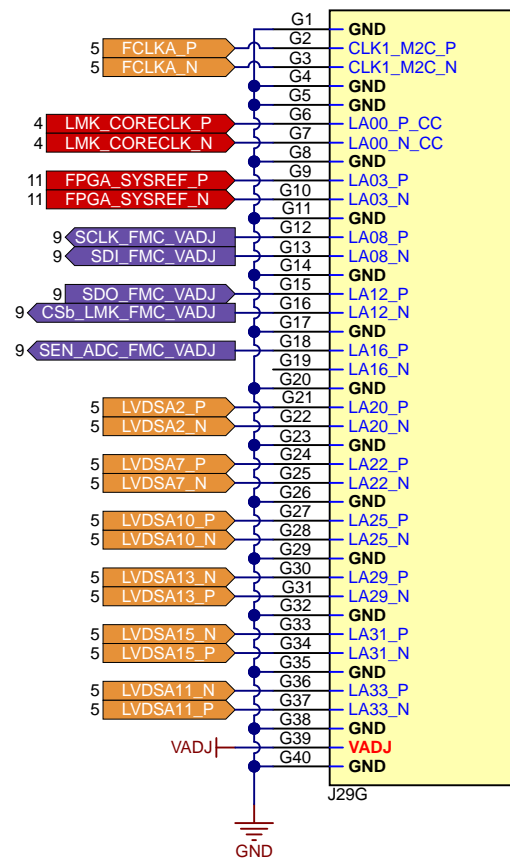 G1 GND
5 FCLKA_P G2 CLK1_M2C_P
5 FCLKA_N G3 CLK1_M2C_N
G4 GND
G5 GND
4 LMK_CORECLK_P G6 LA00_P_CC
4 LMK_CORECLK_N G7 LA00_N_CC
G8 GND
11 FPGA_SYSREF_P G9 LA03_P
11 FPGA_SYSREF_N G10 LA03_N
G11 GND
9 SCLK_FMC_VADJ G12 LA08_P
9 SDI_FMC_VADJ G13 LA08_N
G14 GND
9 SDO_FMC_VADJ G15 LA12_P
9 CSb_LMK_FMC_VADJ G16 LA12_N
G17 GND
9 SEN_ADC_FMC_VADJ G18 LA16_P
G19 LA16_N
G20 GND
5 LVDSA2_P G21 LA20_P
5 LVDSA2_N G22 LA20_N
G23 GND
5 LVDSA7_P G24 LA22_P
5 LVDSA7_N G25 LA22_N
G26 GND
5 LVDSA10_P G27 LA25_P
5 LVDSA10_N G28 LA25_N
G29 GND
5 LVDSA13_N G30 LA29_P
5 LVDSA13_P G31 LA29_N
G32 GND
5 LVDSA15_N G33 LA31_P
5 LVDSA15_P G34 LA31_N
G35 GND
5 LVDSA11_N G36 LA33_P
5 LVDSA11_P G37 LA33_N
G38 GND
VADJ G39 VADJ
G40 GND
J29G
GND